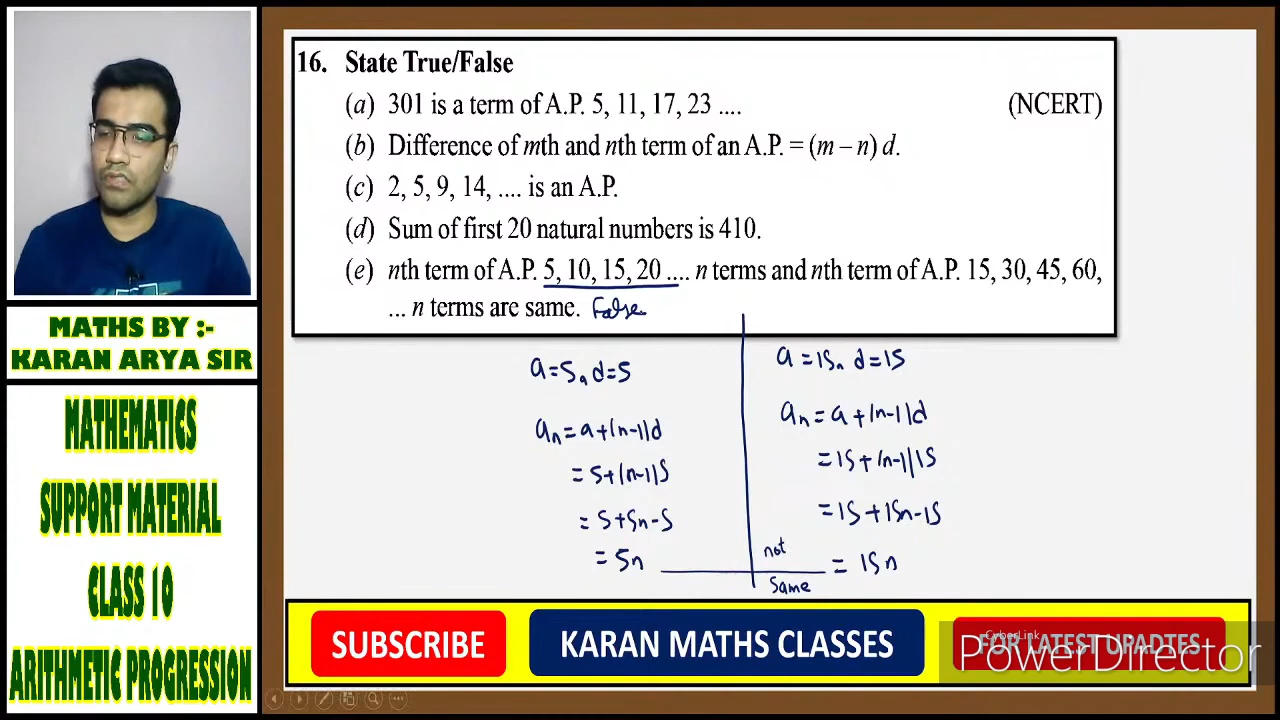 16. State True/False
(a) 301 is a term of A.P. 5, 11, 17, 23 .... (NCERT)
(b) Difference of mth and nth term of an A.P. = (m – n) d.
(c) 2, 5, 9, 14, .... is an A.P.
(d) Sum of first 20 natural numbers is 410.
(e) nth term of A.P. 5, 10, 15, 20 .... n terms and nth term of A.P. 15, 30, 45, 60,
... n terms are same. False
a=5, d=5
an=a+(n-1)d
=5+(n-1)5
=5+5n-5
=5n
a=15, d=15
an=a+(n-1)d
=15+(n-1)15
=15+15n-15
=15n
not
Same
MATHS BY :-
KARAN ARYA SIR
MATHEMATICS
SUPPORT MATERIAL
CLASS 10
ARITHMETIC PROGRESSION
SUBSCRIBE
KARAN MATHS CLASSES
FOR LATEST UPADTES
CyberLink
PowerDirector